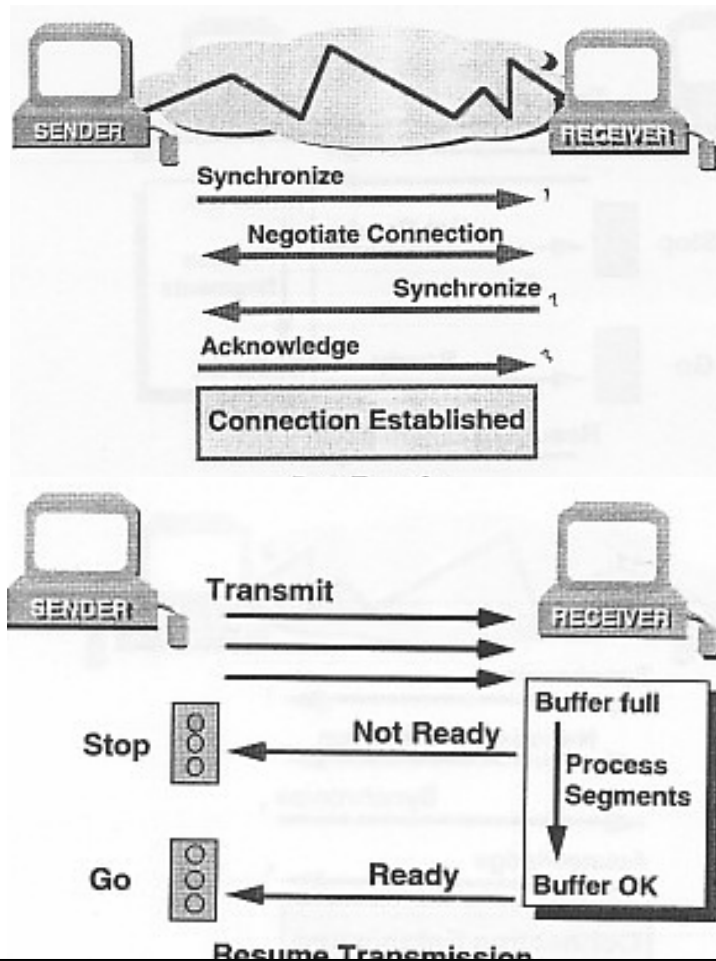 SENDER
RECEIVER
Synchronize
Negotiate Connection
Synchronize
Acknowledge
Connection Established
SENDER
RECEIVER
Transmit
Buffer full
Stop
Not Ready
Process
Segments
Go
Ready
Buffer OK
Resume Transmission